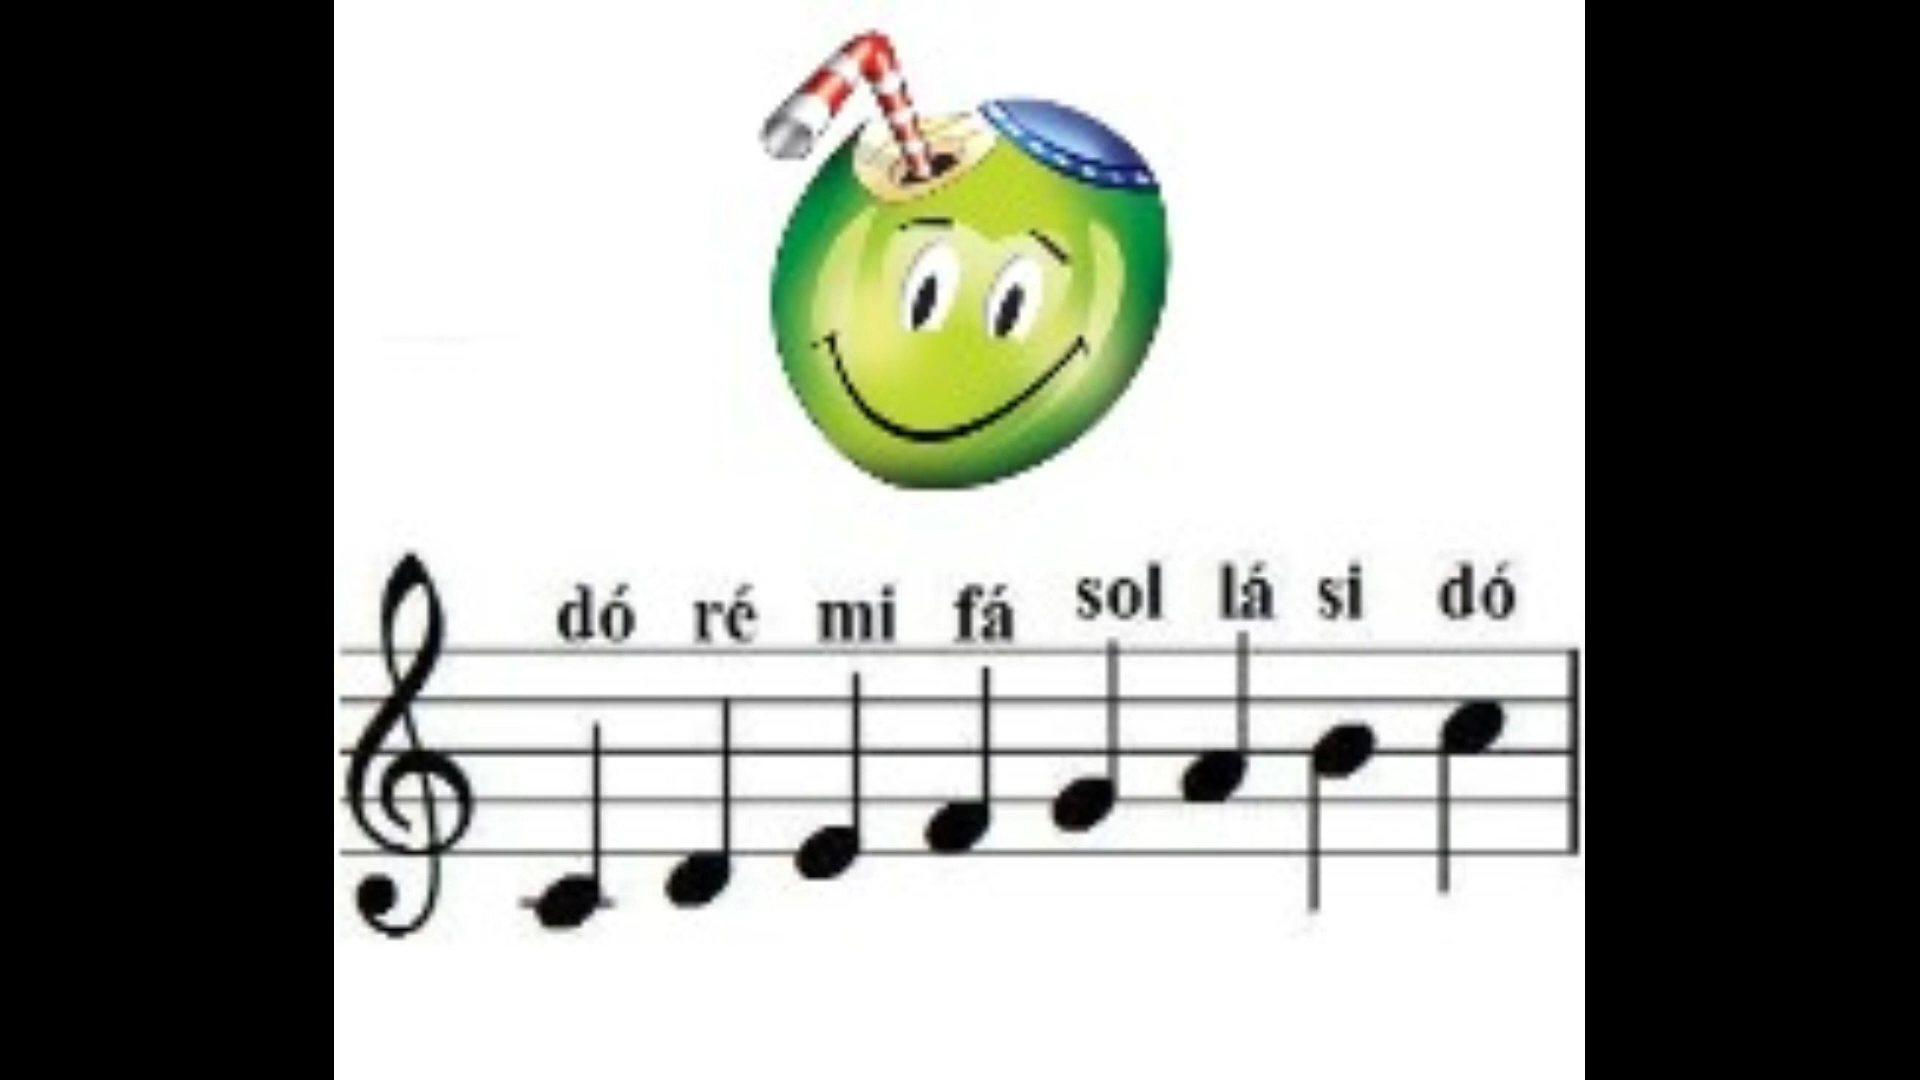 dó ré mi fá sol lá si dó